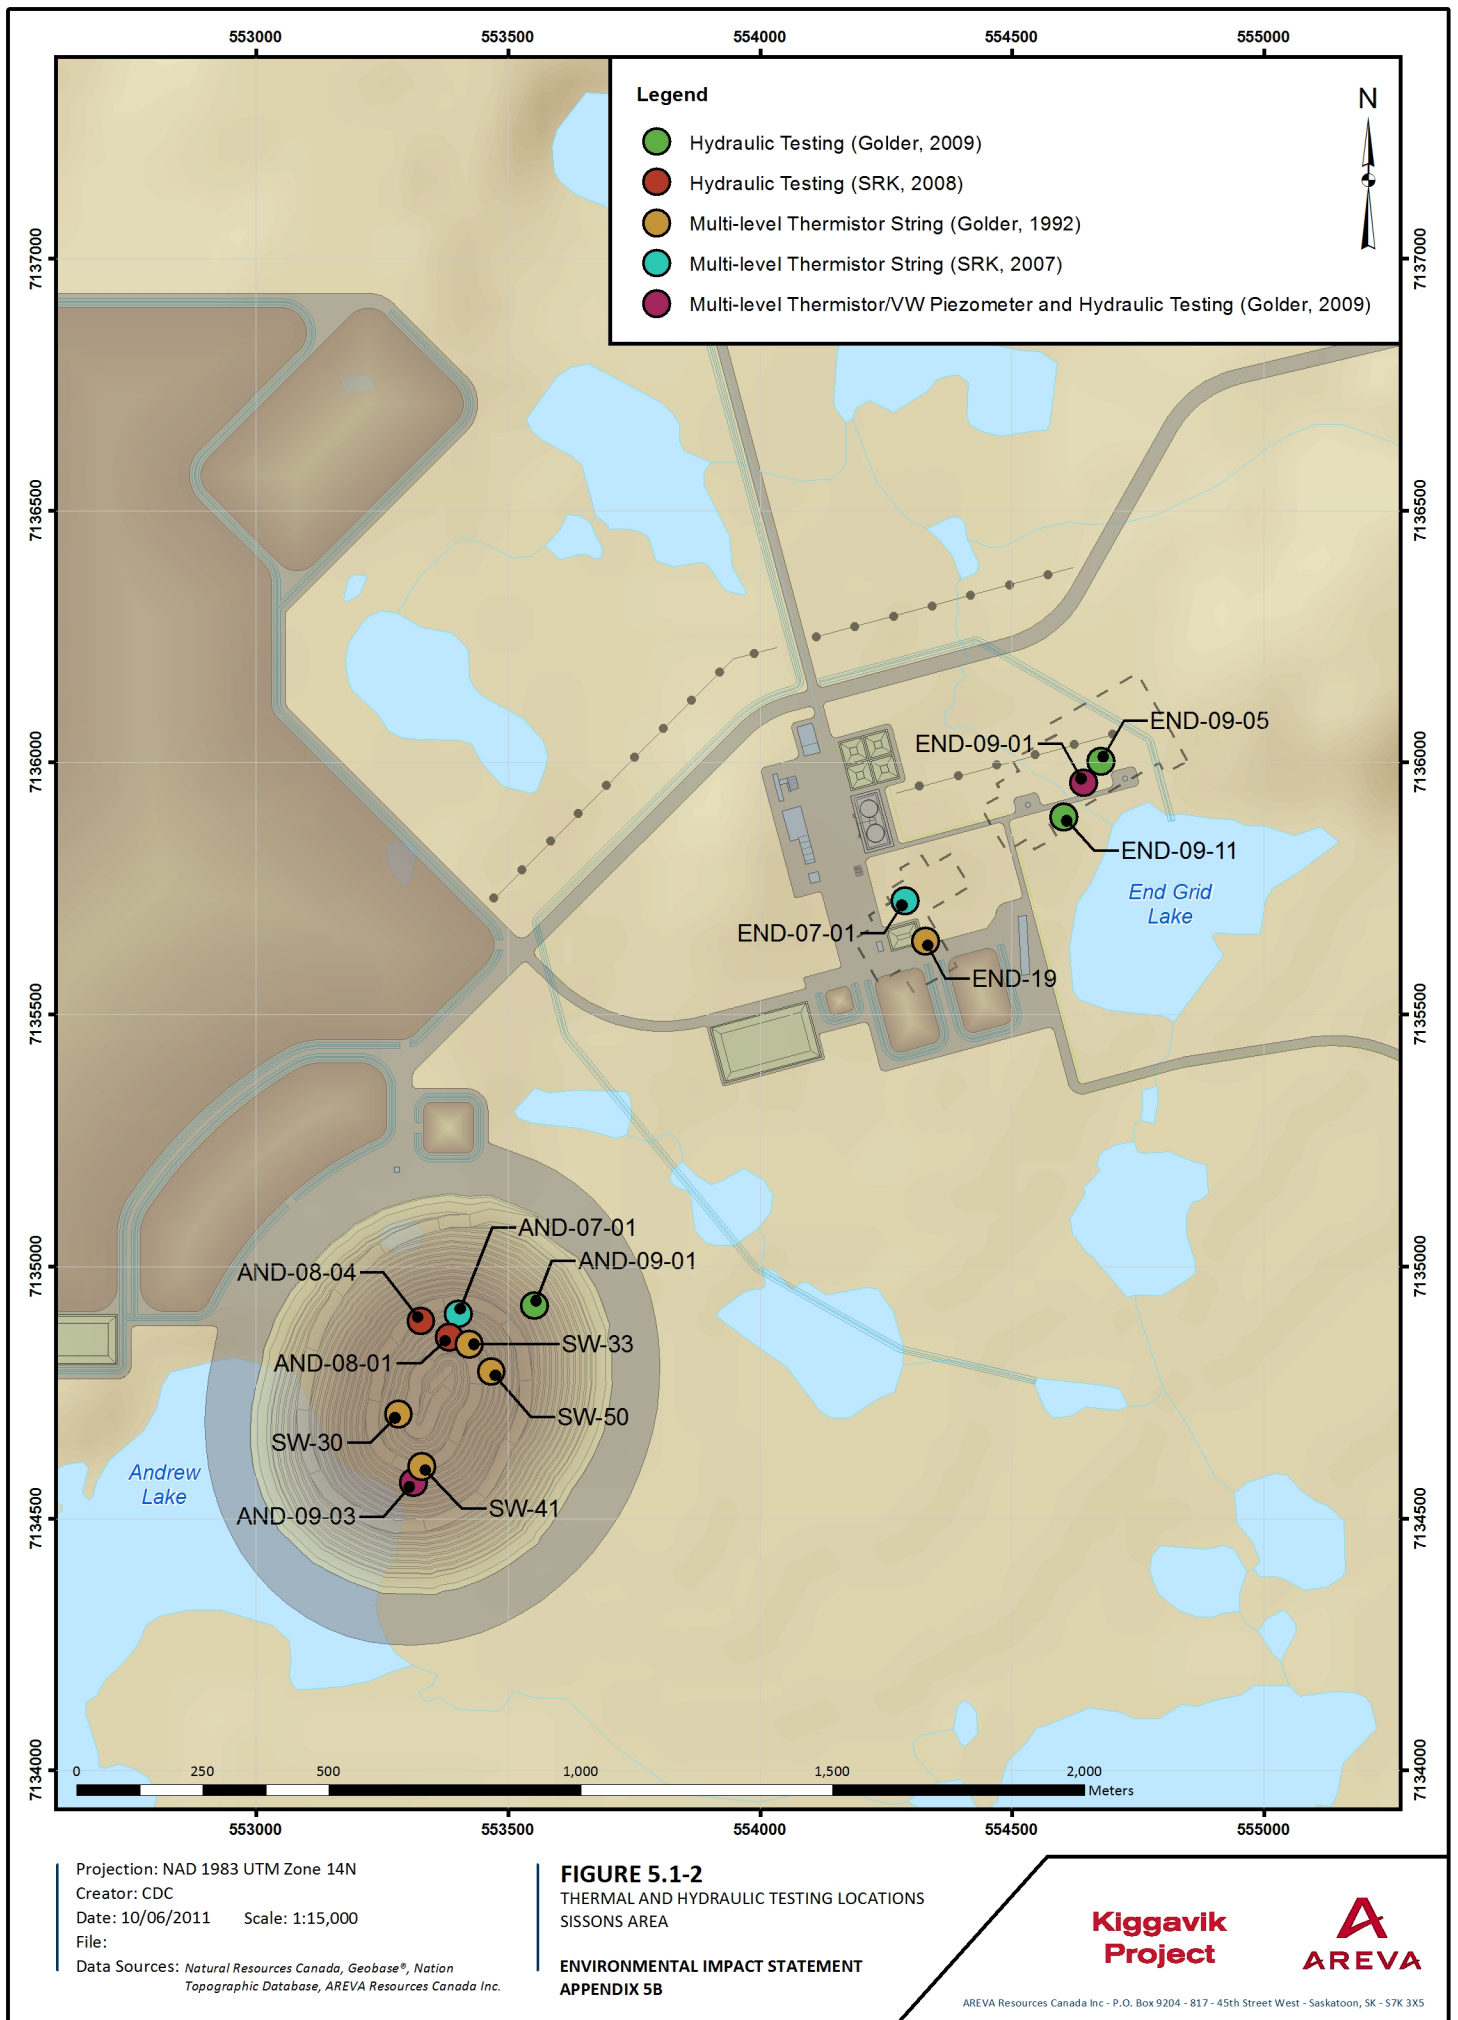 553000 553500 554000 554500 555000
Legend
N
Hydraulic Testing (Golder, 2009)
Hydraulic Testing (SRK, 2008)
Multi-level Thermistor String (Golder, 1992)
Multi-level Thermistor String (SRK, 2007)
Multi-level Thermistor/VW Piezometer and Hydraulic Testing (Golder, 2009)
7137000 7137000
7136500 7136500
END-09-05
END-09-01
7136000 7136000
END-09-11
End Grid
Lake
END-07-01
END-19
7135500 7135500
AND-07-01
AND-09-01
7135000 7135000
AND-08-04
SW-33
AND-08-01
SW-50
SW-30
Andrew
Lake
SW-41
AND-09-03
7134500 7134500
7134000 7134000
0 250 500 1,000 1,500 2,000
Meters
553000 553500 554000 554500 555000
Projection: NAD 1983 UTM Zone 14N
Creator: CDC
Date: 10/06/2011 Scale: 1:15,000
File:
Data Sources: Natural Resources Canada, Geobase®, Nation
Topographic Database, AREVA Resources Canada Inc.
FIGURE 5.1-2
THERMAL AND HYDRAULIC TESTING LOCATIONS
SISSONS AREA
ENVIRONMENTAL IMPACT STATEMENT
APPENDIX 5B
Kiggavik
Project
AREVA
AREVA Resources Canada Inc - P.O. Box 9204 - 817 - 45th Street West - Saskatoon, SK - S7K 3X5